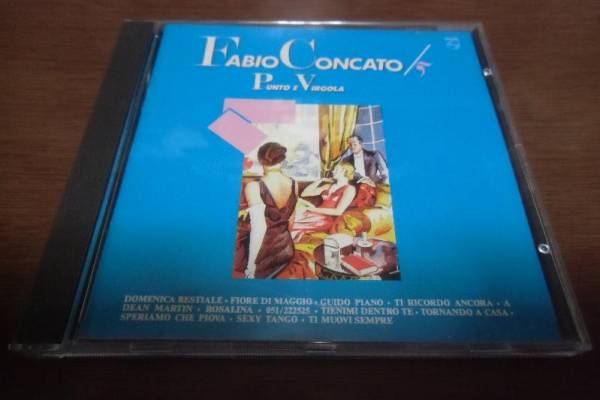 FABIO CONCATO/5
PUNTO E VIRGOLA
DOMENICA BESTIALE • FIORE DI MAGGIO • GUIDO PIANO • TI RICORDO ANCORA • A
DEAN MARTIN • ROSALINA • 051/222525 • TIENIMI DENTRO TE • TORNANDO A CASA •
SPERIAMO CHE PIOVA • SEXY TANGO • TI MUOVI SEMPRE